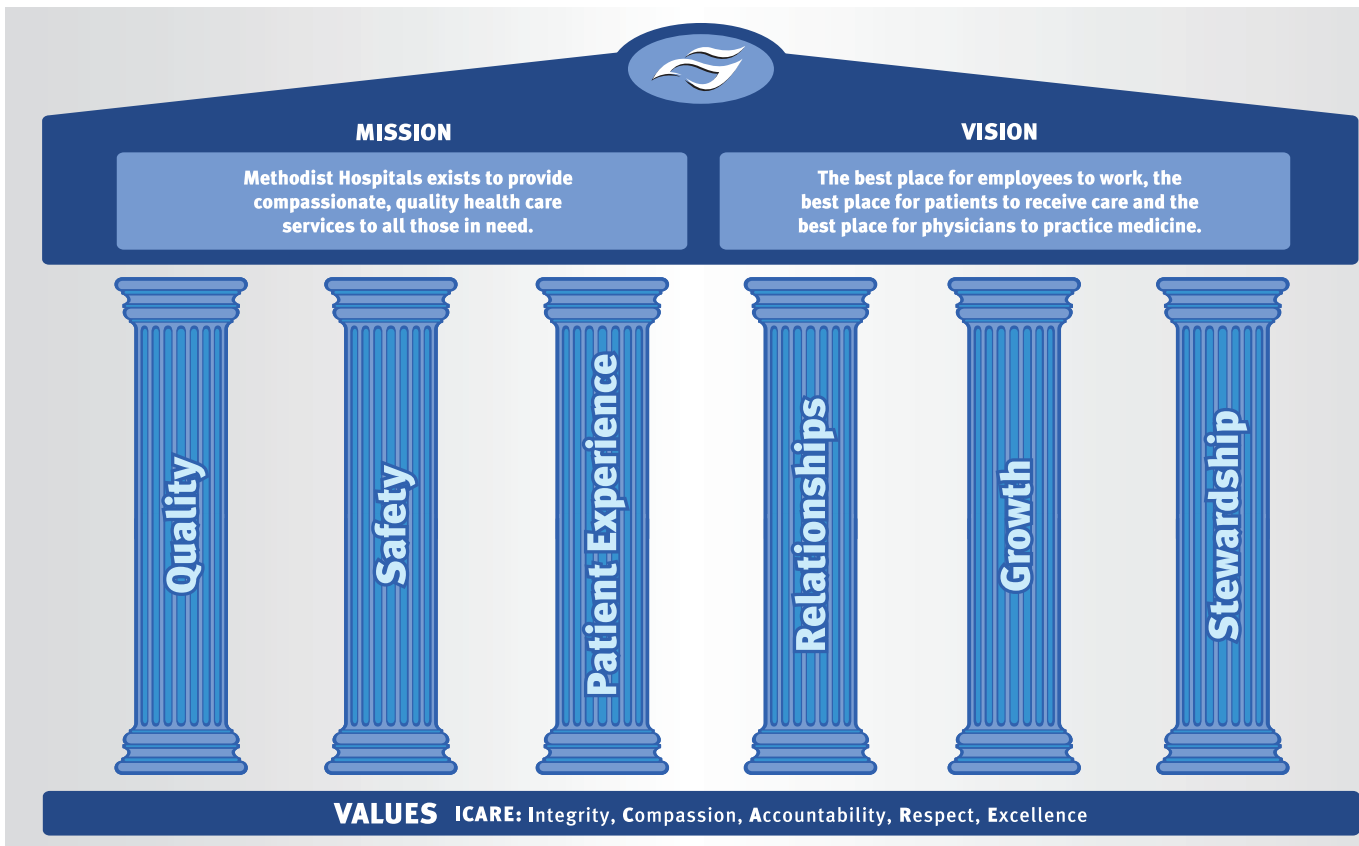 MISSION
Methodist Hospitals exists to provide
compassionate, quality health care
services to all those in need.
VISION
The best place for employees to work, the
best place for patients to receive care and the
best place for physicians to practice medicine.
Quality
Safety
Patient Experience
Relationships
Growth
Stewardship
VALUES ICARE: Integrity, Compassion, Accountability, Respect, Excellence